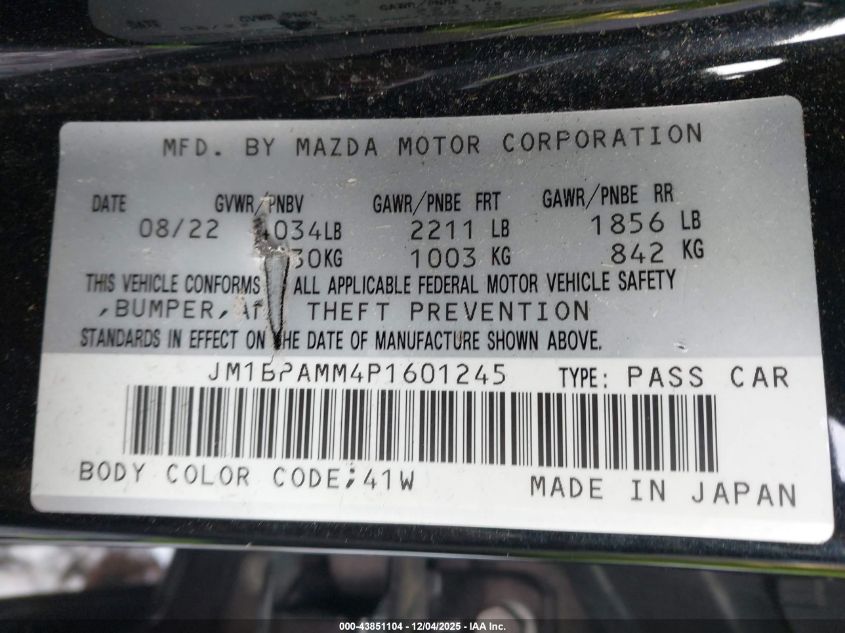 MFD. BY MAZDA MOTOR CORPORATION
DATE GVWR/PNBV GAWR/PNBE FRT GAWR/PNBE RR
08/22 4034LB 2211 LB 1856 LB
30KG 1003 KG 842 KG
THIS VEHICLE CONFORMS ALL APPLICABLE FEDERAL MOTOR VEHICLE SAFETY
,BUMPER, THEFT PREVENTION
STANDARDS IN EFFECT ON THE DATE OF MANUFACTURE SHOWN ABOVE.
JM1BPAMM4P1601245 TYPE: PASS CAR
BODY COLOR CODE;41W MADE IN JAPAN
000-43851104 - 12/04/2025 - IAA Inc.